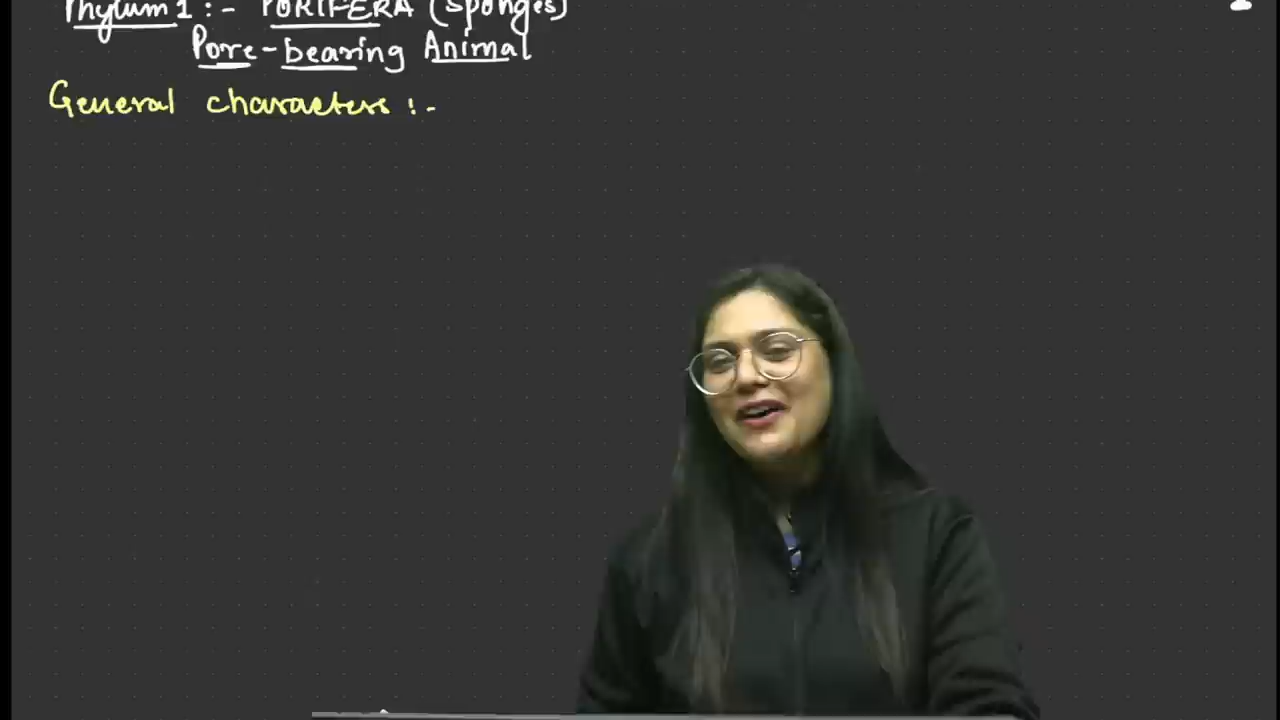 Phylum 1 :- PORIFERA (sponges)
Pore-bearing Animal
General characters :-